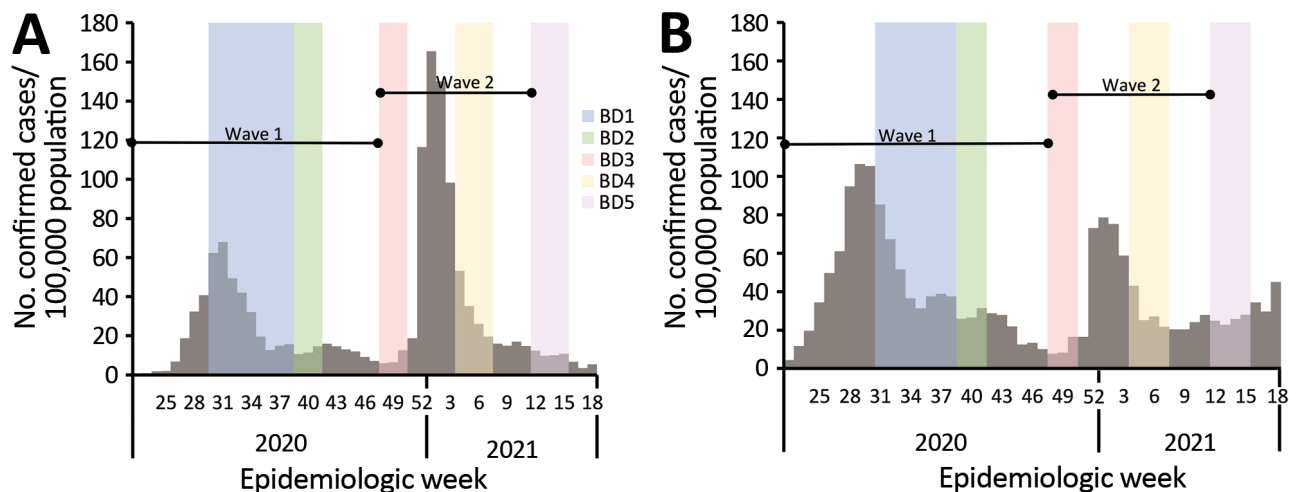 A
No. confirmed cases/
100,000 population
180
160
140
120
100
80
60
40
20
0
Wave 1
Wave 2
BD1
BD2
BD3
BD4
BD5
25 28 31 34 37 40 43 46 49 52 3 6 9 12 15 18
2020 2021
Epidemiologic week
B
No. confirmed cases/
100,000 population
180
160
140
120
100
80
60
40
20
0
Wave 1
Wave 2
25 28 31 34 37 40 43 46 49 52 3 6 9 12 15 18
2020 2021
Epidemiologic week